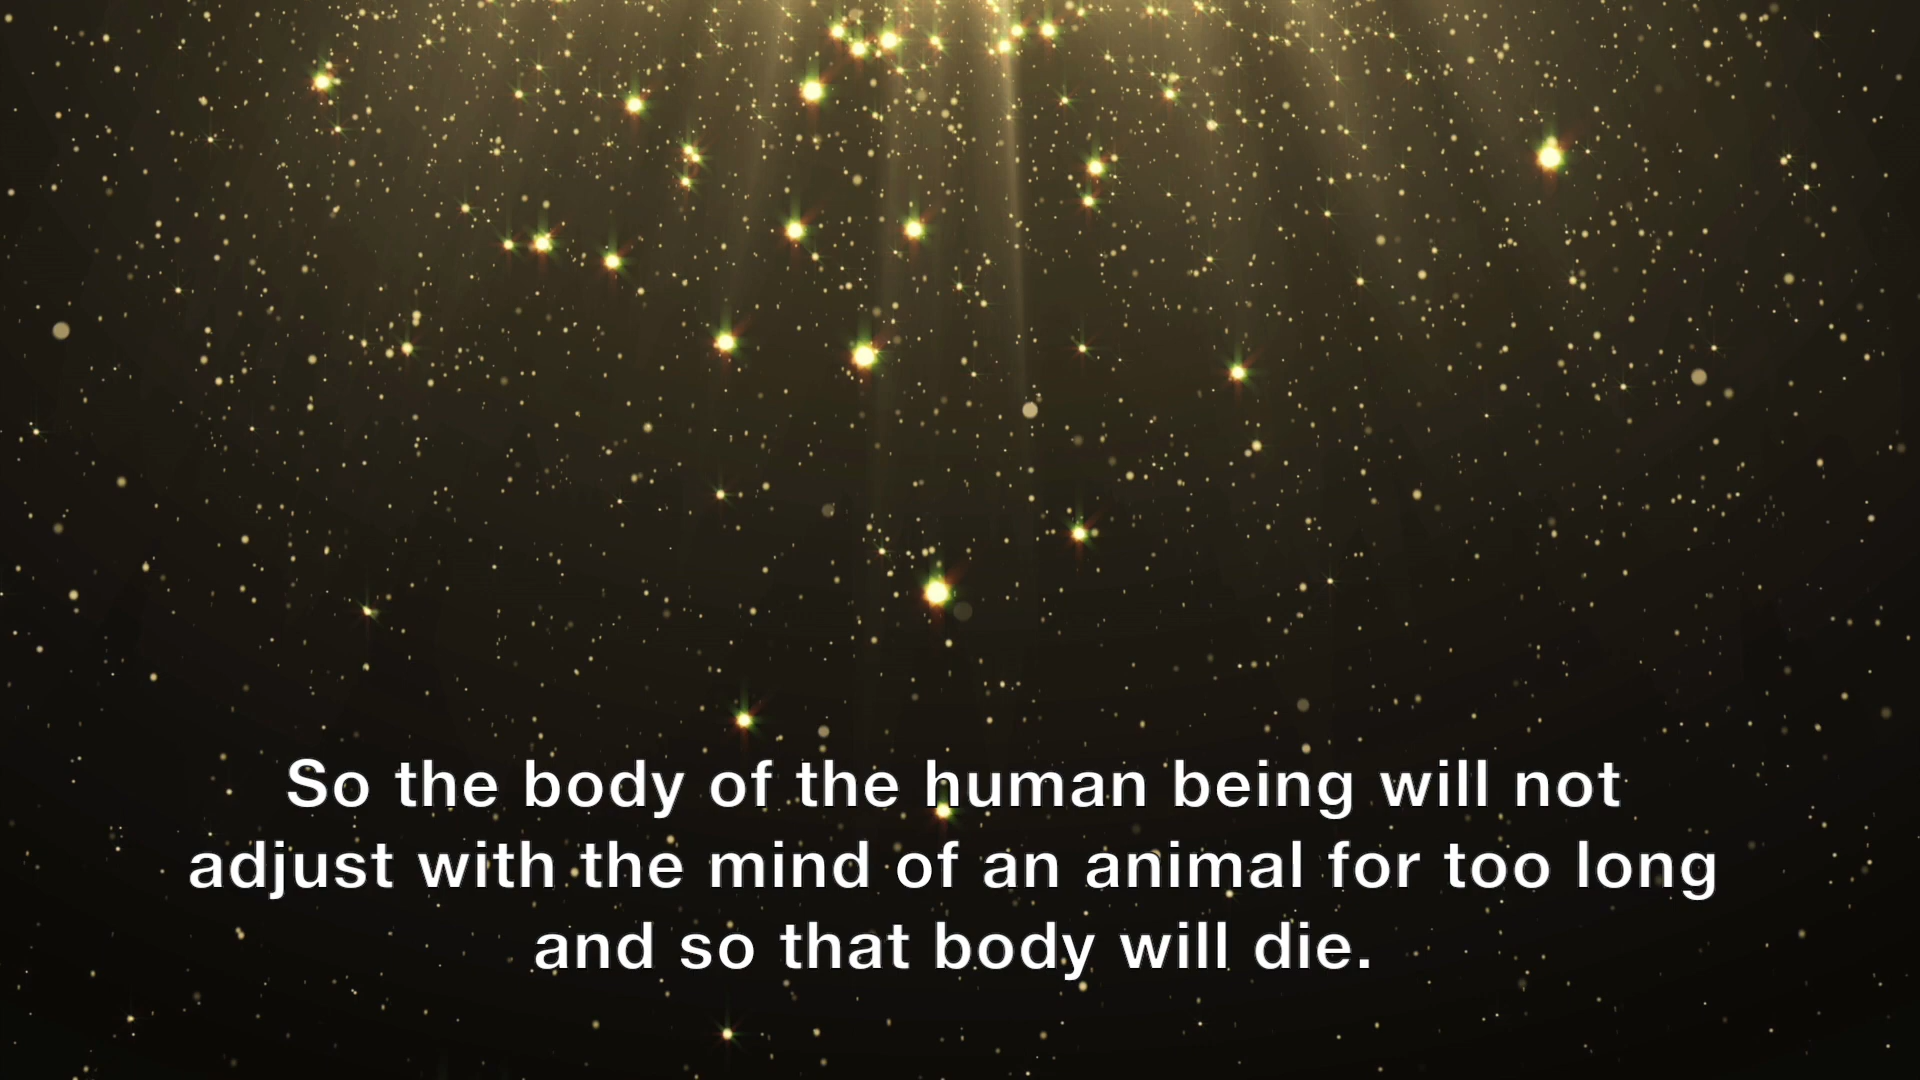 So the body of the human being will not
adjust with the mind of an animal for too long
and so that body will die.